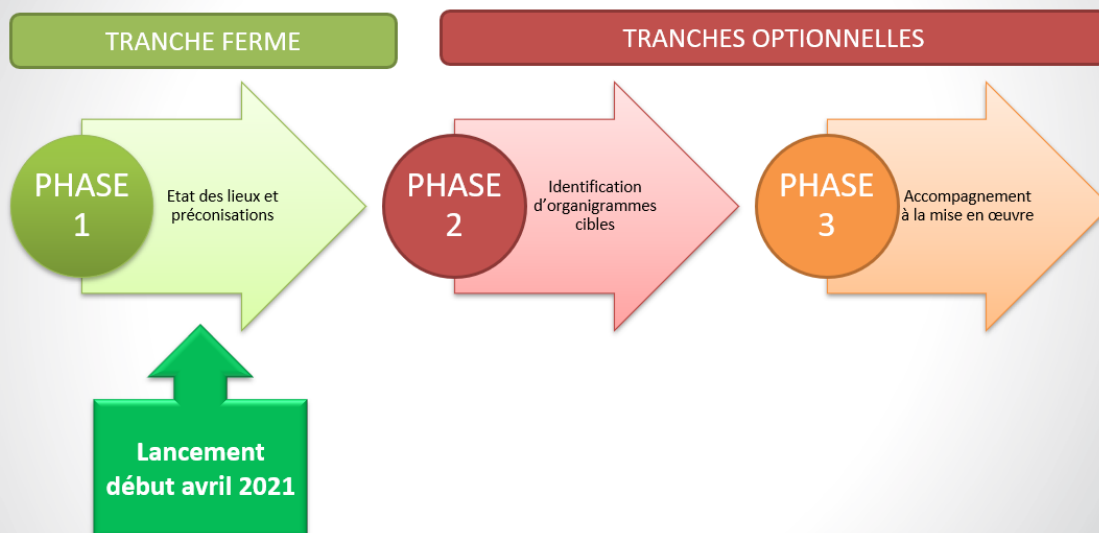 TRANCHE FERME
TRANCHES OPTIONNELLES
PHASE
1
Etat des lieux et
préconisations
PHASE
2
Identification
d'organigrammes
cibles
PHASE
3
Accompagnement
à la mise en œuvre
Lancement
début avril 2021